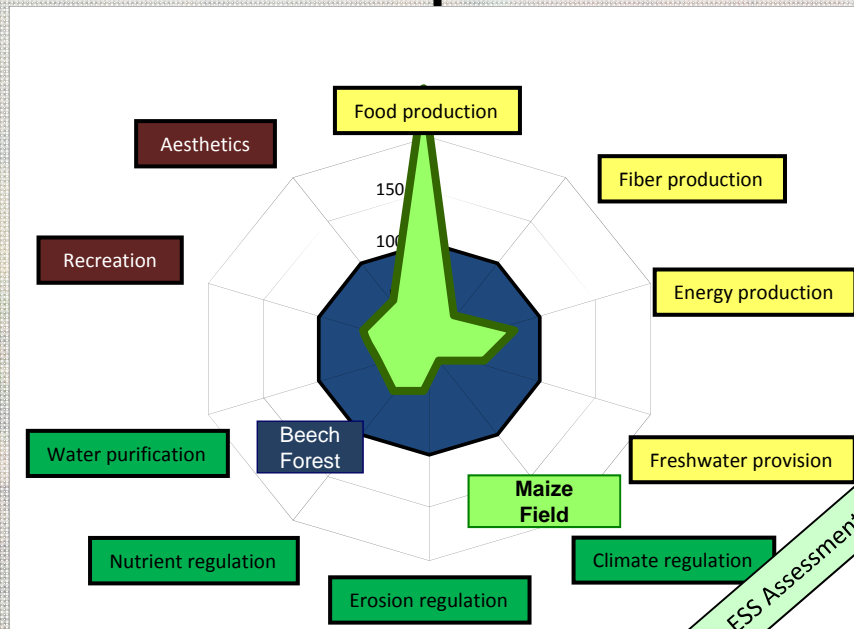 Food production
Aesthetics
Fiber production
150
100
Recreation
Energy production
Beech
Forest
Water purification
Freshwater provision
Maize
Field
Nutrient regulation
Climate regulation
Erosion regulation
ESS Assessment